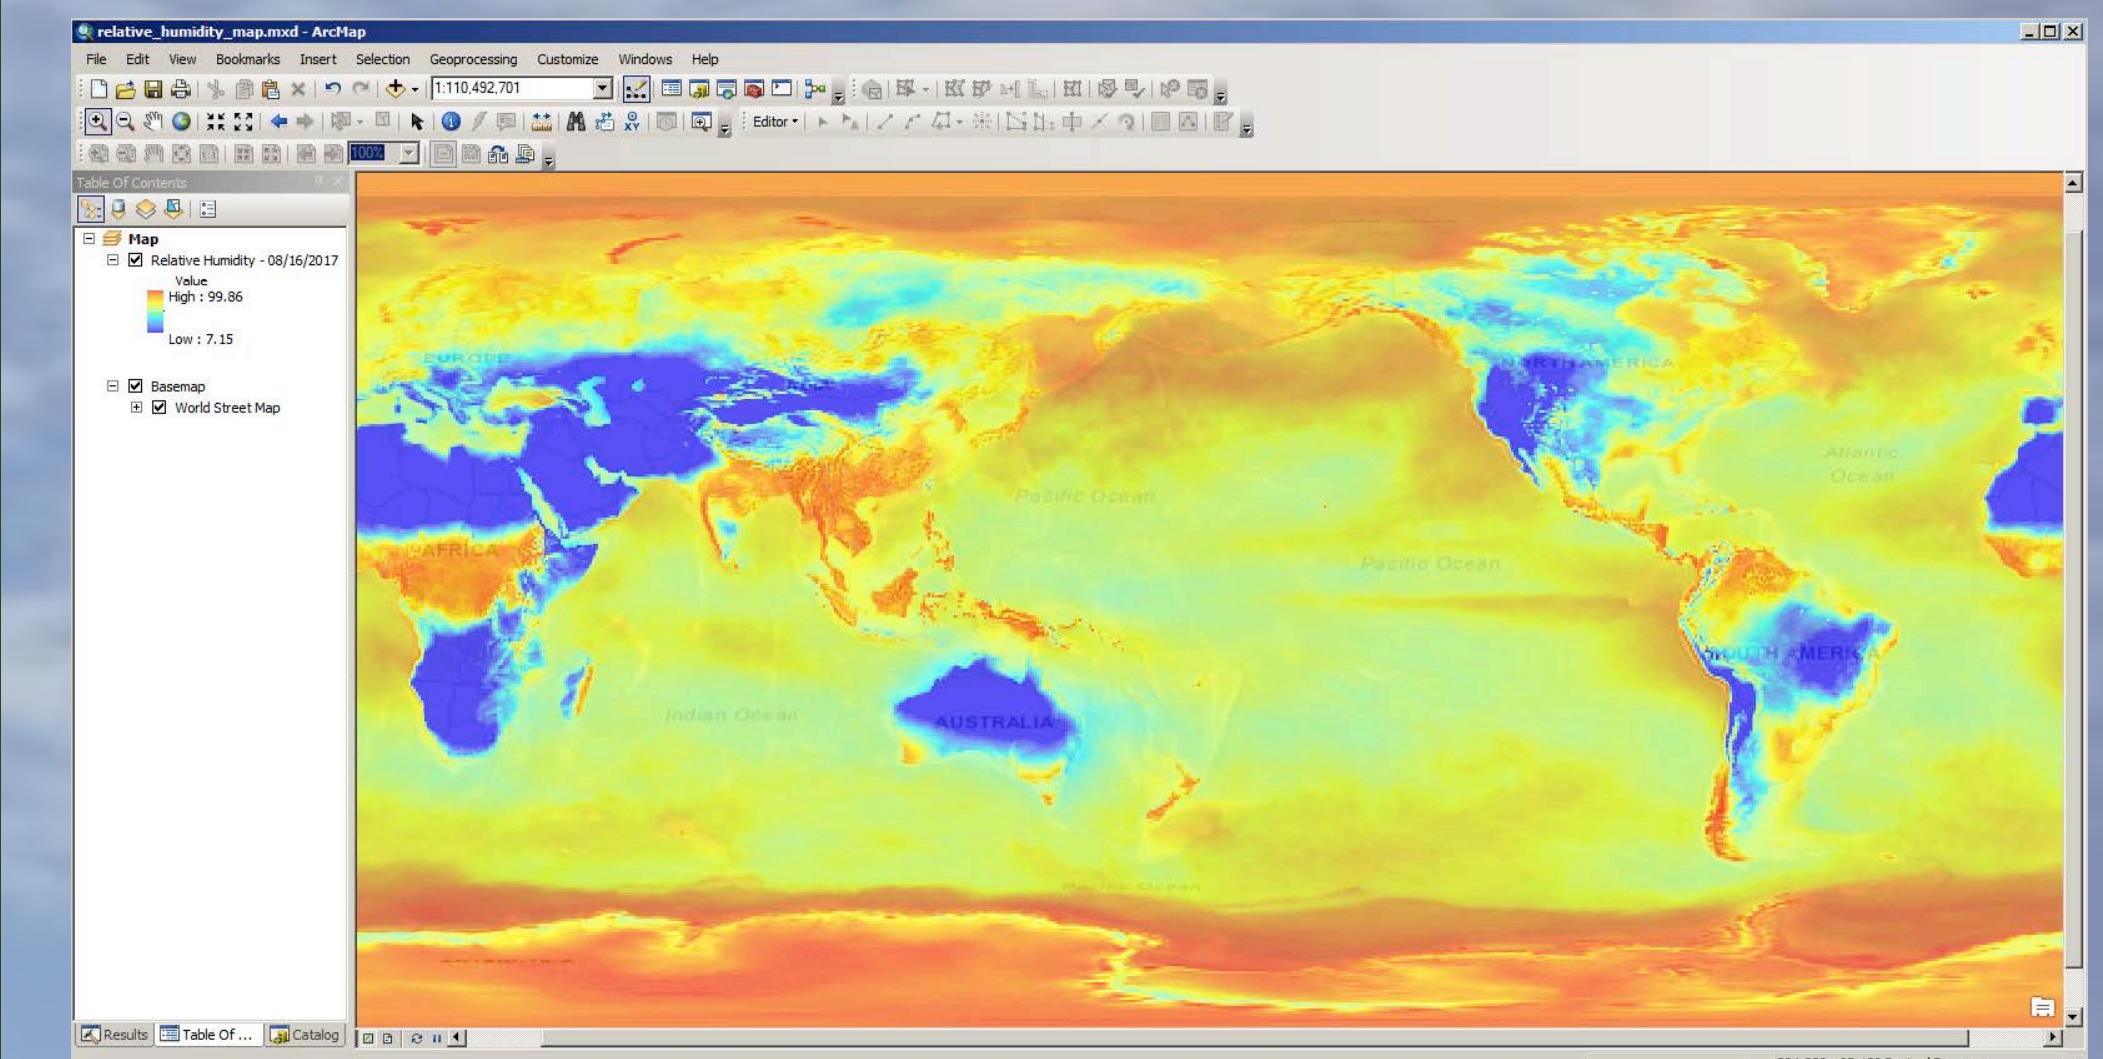 relative_humidity_map.mxd - ArcMap
File Edit View Bookmarks Insert Selection Geoprocessing Customize Windows Help
1:110,492,701
Editor
100%
Table Of Contents
Map
Relative Humidity - 08/16/2017
Value
High : 99.86
Low : 7.15
Basemap
World Street Map
EUROPE
NORTH AMERICA
Atlantic
Ocean
Pacific Ocean
AFRICA
Pacific Ocean
SOUTH AMERICA
Indian Ocean
AUSTRALIA
Pacific Ocean
Results Table Of ... Catalog